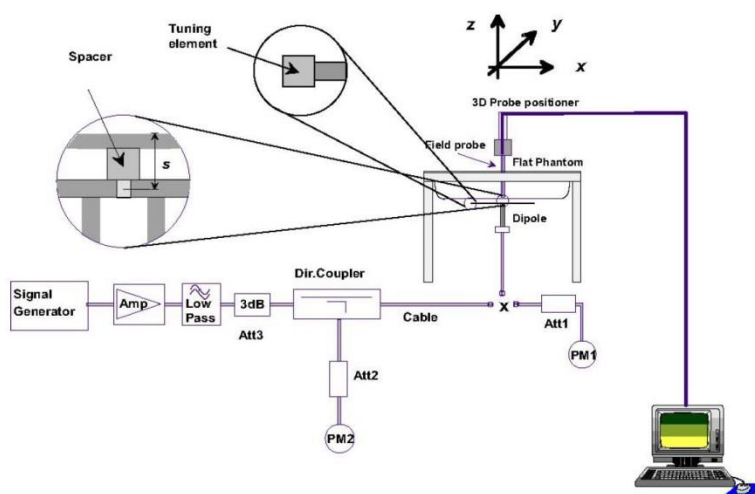 Tuning
element
Spacer
s
z
y
x
3D Probe positioner
Field probe
Flat Phantom
Dipole
Signal
Generator
Amp
Low
Pass
3dB
Att3
Dir.Coupler
Cable
x
Att1
PM1
Att2
PM2